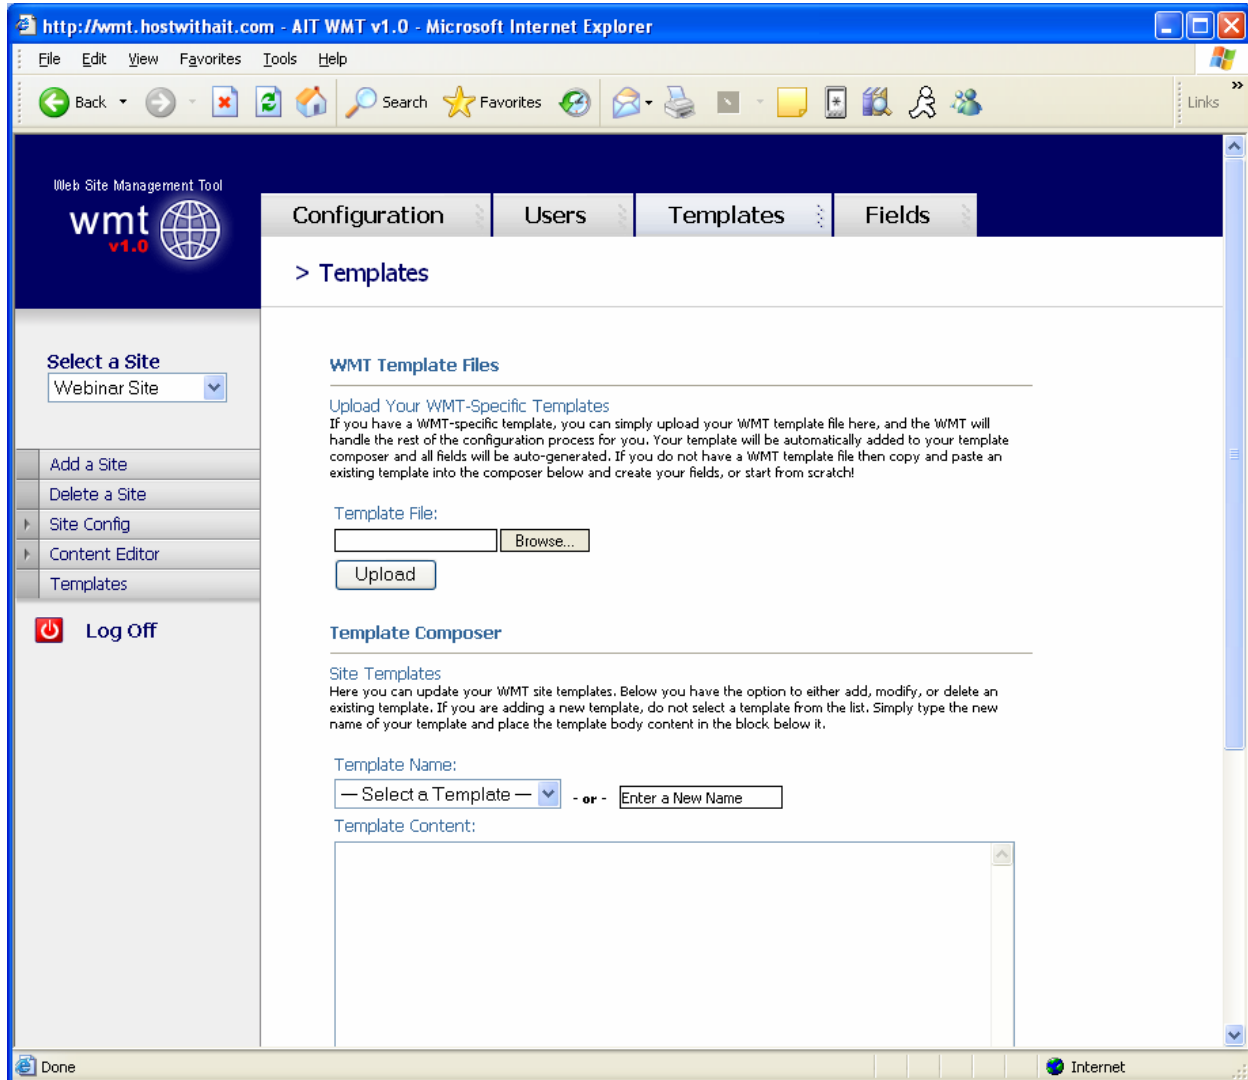 http://wmt.hostwithait.com - AIT WMT v1.0 - Microsoft Internet Explorer
File Edit View Favorites Tools Help
Back Search Favorites Links
Web Site Management Tool
wmt
v1.0
Configuration Users Templates Fields
> Templates
Select a Site
Webinar Site
Add a Site
Delete a Site
Site Config
Content Editor
Templates
Log Off
WMT Template Files
Upload Your WMT-Specific Templates
If you have a WMT-specific template, you can simply upload your WMT template file here, and the WMT will
handle the rest of the configuration process for you. Your template will be automatically added to your template
composer and all fields will be auto-generated. If you do not have a WMT template file then copy and paste an
existing template into the composer below and create your fields, or start from scratch!
Template File:
Browse...
Upload
Template Composer
Site Templates
Here you can update your WMT site templates. Below you have the option to either add, modify, or delete an
existing template. If you are adding a new template, do not select a template from the list. Simply type the new
name of your template and place the template body content in the block below it.
Template Name:
— Select a Template — - or - Enter a New Name
Template Content:
Done Internet